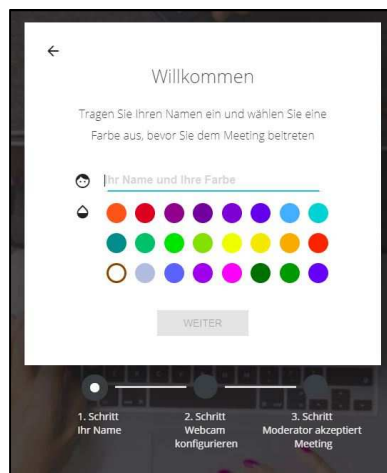 Willkommen
Tragen Sie Ihren Namen ein und wählen Sie eine
Farbe aus, bevor Sie dem Meeting beitreten
Ihr Name und Ihre Farbe
WEITER
1. Schritt
Ihr Name
2. Schritt
Webcam
konfigurieren
3. Schritt
Moderator akzeptiert
Meeting